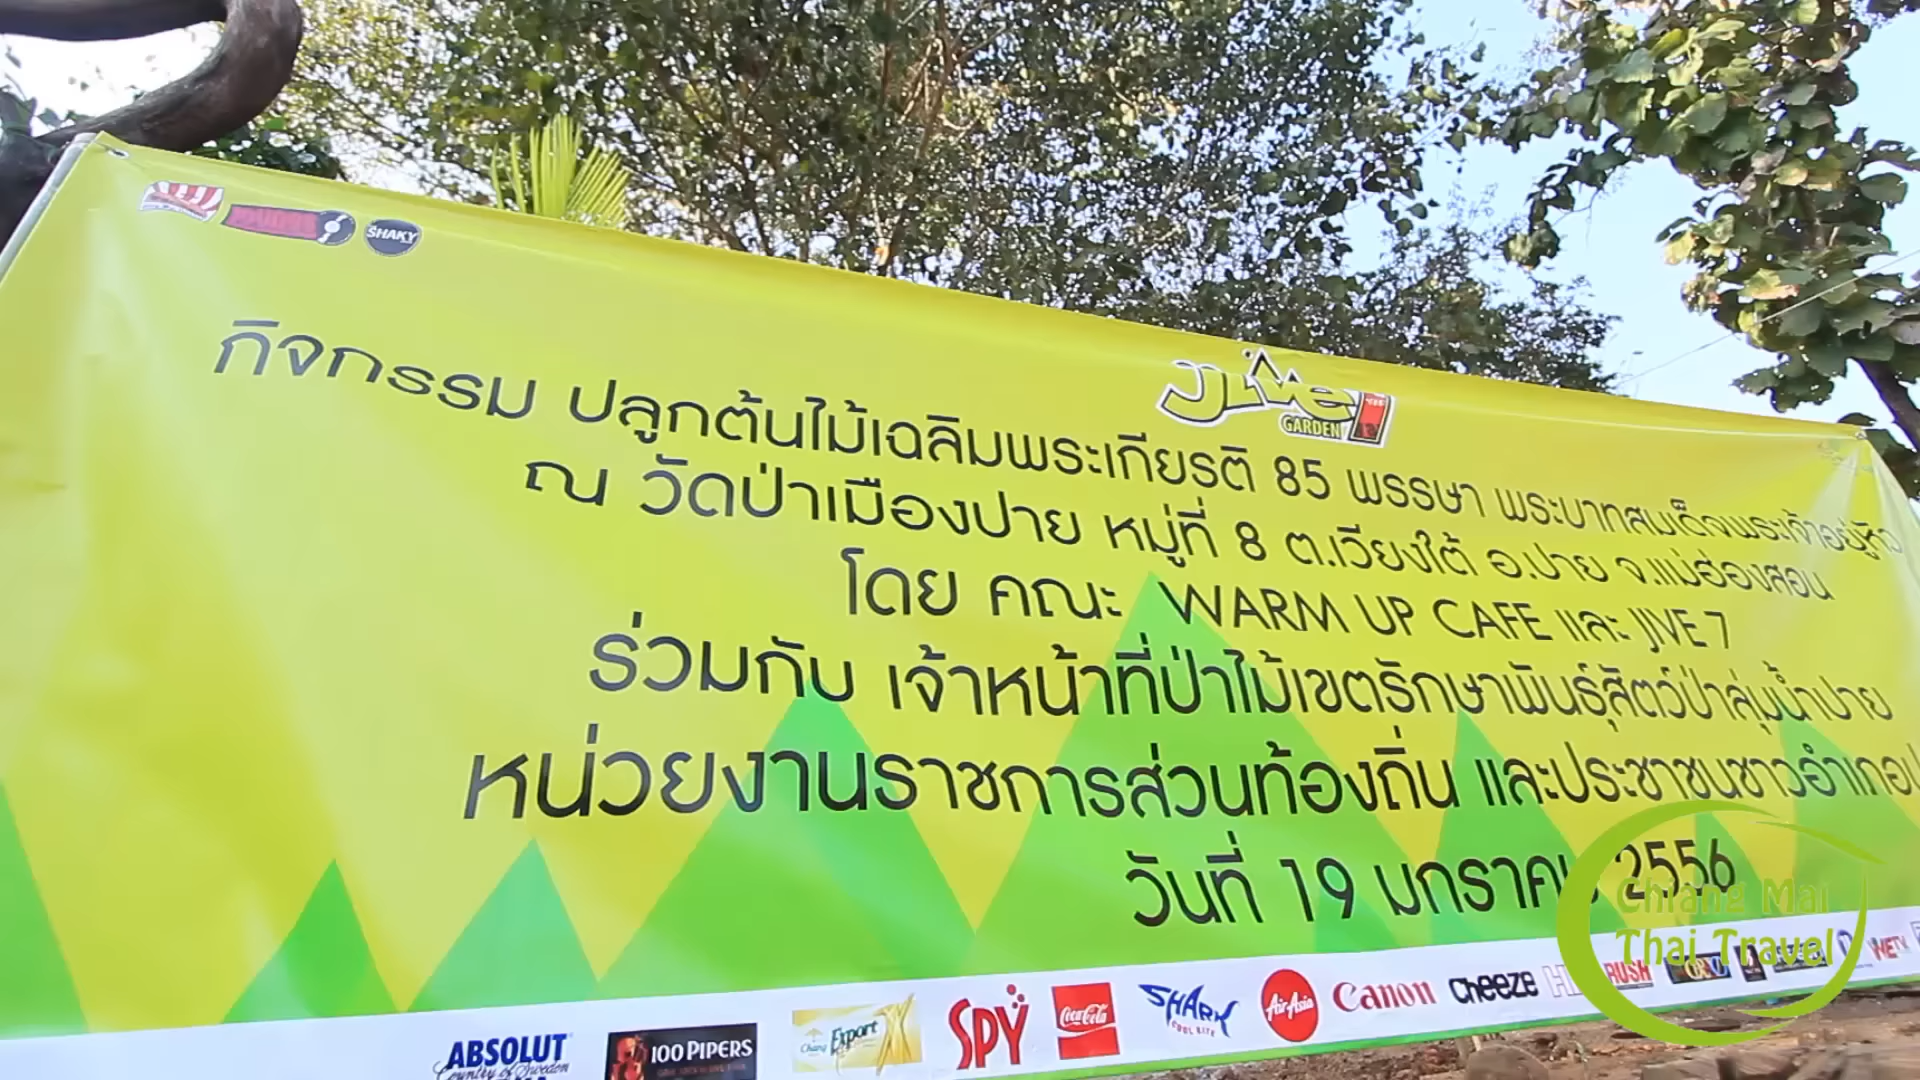 SHAKY
JIVE
GARDEN
กิจกรรม ปลูกต้นไม้เฉลิมพระเกียรติ 85 พรรษา พระบาทสมเด็จพระเจ้าอยู่หัว
ณ วัดป่าเมืองปาย หมู่ที่ 8 ต.เวียงใต้ อ.ปาย จ.แม่ฮ่องสอน
โดย คณะ WARM UP CAFE และ JIVE 7
ร่วมกับ เจ้าหน้าที่ป่าไม้เขตรักษาพันธุ์สัตว์ป่าลุ่มน้ำปาย
หน่วยงานราชการส่วนท้องถิ่น และประชาชนชาวอำเภอป
วันที่ 19 มกราคม 2556
ABSOLUT
Country of Sweden
100 PIPERS
Chang Export
SPY
Coca-Cola
SHARK
COOL BITE
AirAsia
Canon
cheeze
RUSH
WE TV
Chiang Mai
Thai Travel